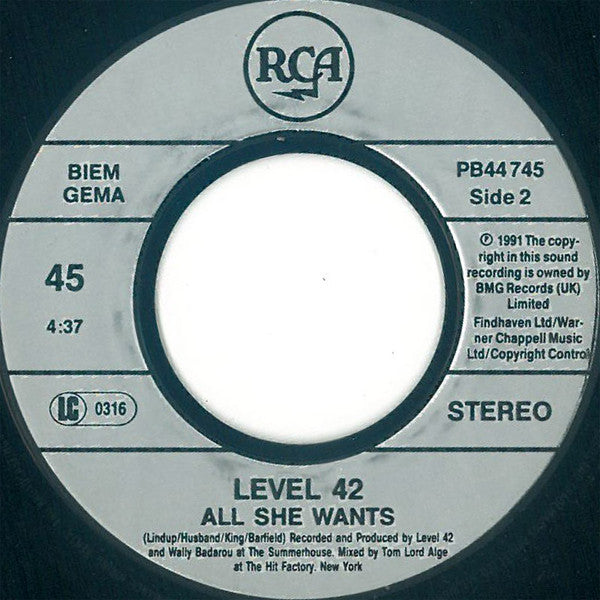 RCA
BIEM
GEMA
45
4:37
LC 0316
PB44745
Side 2
℗ 1991 The copy-
right in this sound
recording is owned by
BMG Records (UK)
Limited
Findhaven Ltd/War-
ner Chappell Music
Ltd/Copyright Control
STEREO
LEVEL 42
ALL SHE WANTS
(Lindup/Husband/King/Barfield) Recorded and Produced by Level 42
and Wally Badarou at The Summerhouse. Mixed by Tom Lord Alge
at The Hit Factory. New York